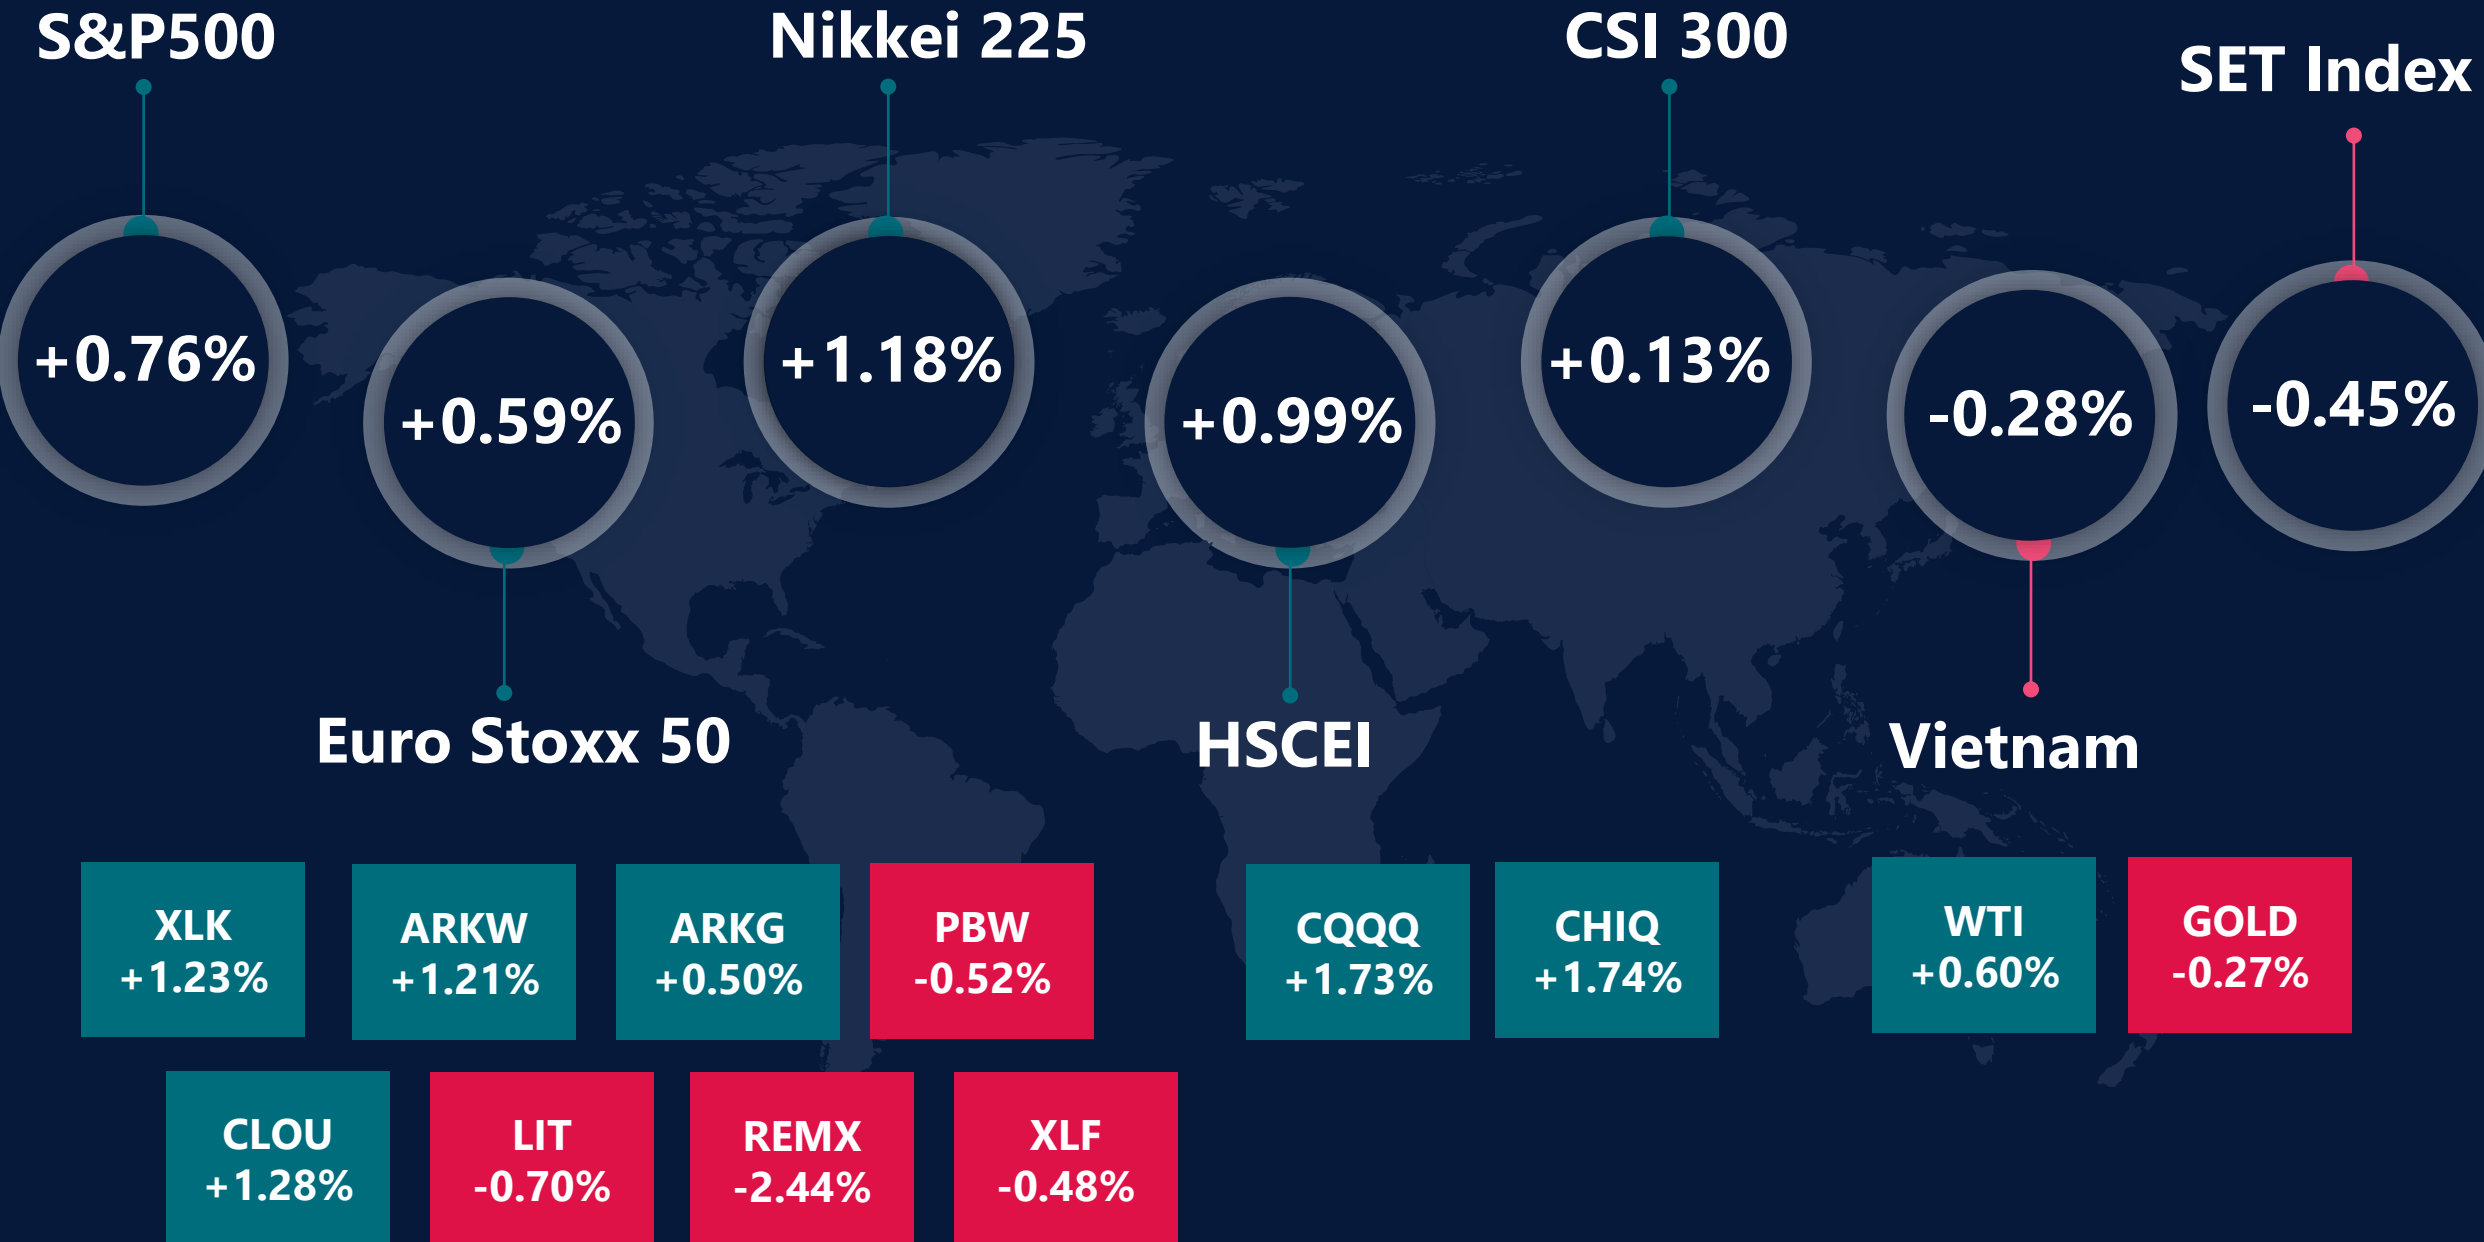 S&P500
Nikkei 225
CSI 300
SET Index
+0.76%
+0.59%
+1.18%
+0.99%
+0.13%
-0.28%
-0.45%
Euro Stoxx 50
HSCEI
Vietnam
XLK
+1.23%
ARKW
+1.21%
ARKG
+0.50%
PBW
-0.52%
CQQQ
+1.73%
CHIQ
+1.74%
WTI
+0.60%
GOLD
-0.27%
CLOU
+1.28%
LIT
-0.70%
REMX
-2.44%
XLF
-0.48%